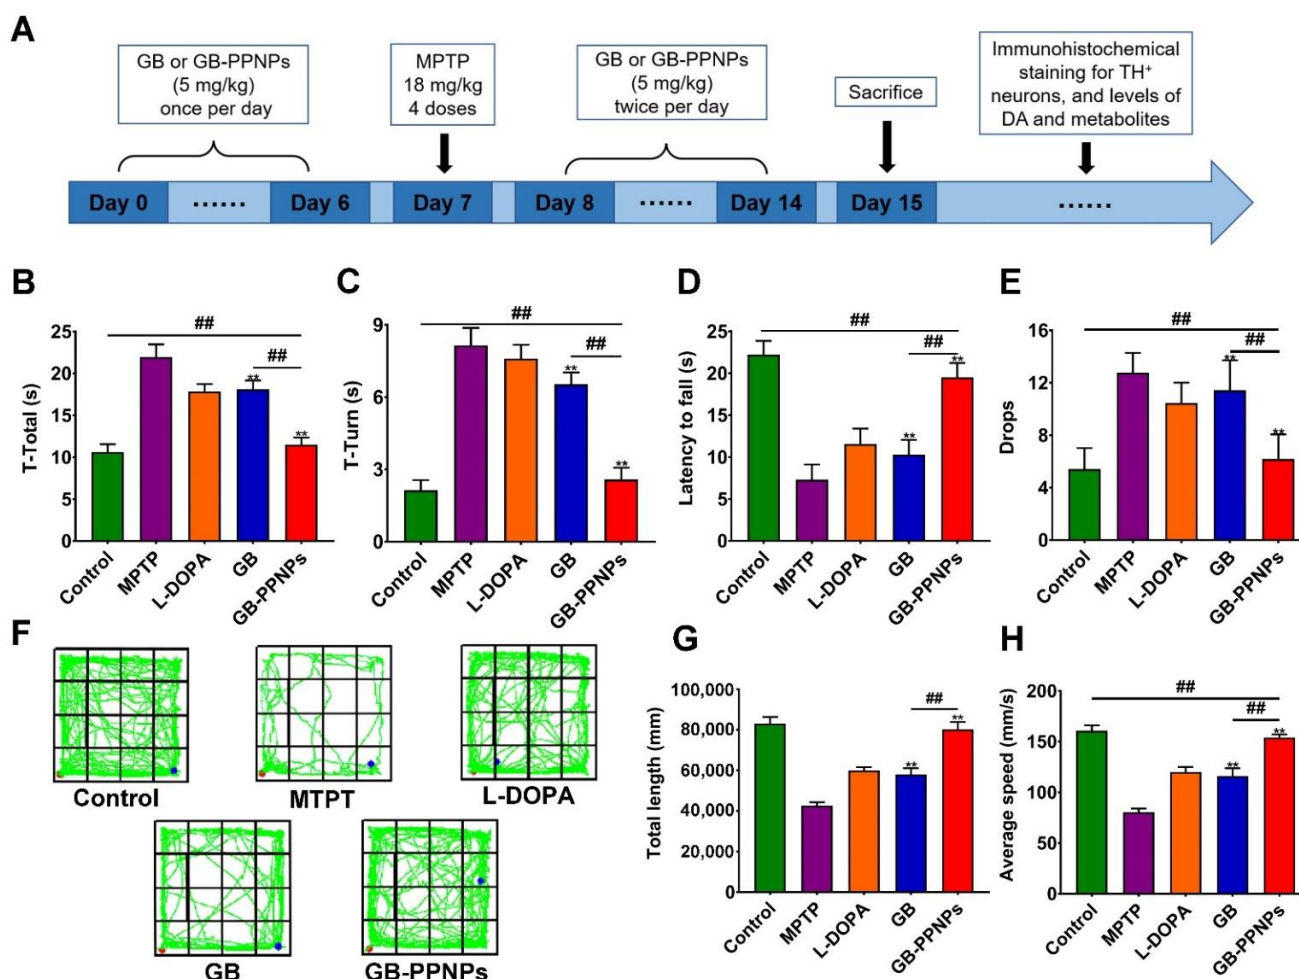 A
GB or GB-PPNPs
(5 mg/kg)
once per day
MPTP
18 mg/kg
4 doses
GB or GB-PPNPs
(5 mg/kg)
twice per day
Sacrifice
Immunohistochemical
staining for TH+
neurons, and levels of
DA and metabolites
Day 0
......
Day 6
Day 7
Day 8
......
Day 14
Day 15
......
B
T-Total (s)
25
20
15
10
5
0
##
##
**
**
Control
MPTP
L-DOPA
GB
GB-PPNPs
C
T-Turn (s)
9
6
3
0
##
##
**
**
Control
MPTP
L-DOPA
GB
GB-PPNPs
D
Latency to fall (s)
25
20
15
10
5
0
##
##
**
**
Control
MPTP
L-DOPA
GB
GB-PPNPs
E
Drops
16
12
8
4
0
##
##
**
**
Control
MPTP
L-DOPA
GB
GB-PPNPs
F
Control
MTPT
L-DOPA
GB
GB-PPNPs
G
Total length (mm)
100,000
80,000
60,000
40,000
20,000
0
##
**
**
Control
MPTP
L-DOPA
GB
GB-PPNPs
H
Average speed (mm/s)
200
150
100
50
0
##
##
**
**
Control
MPTP
L-DOPA
GB
GB-PPNPs